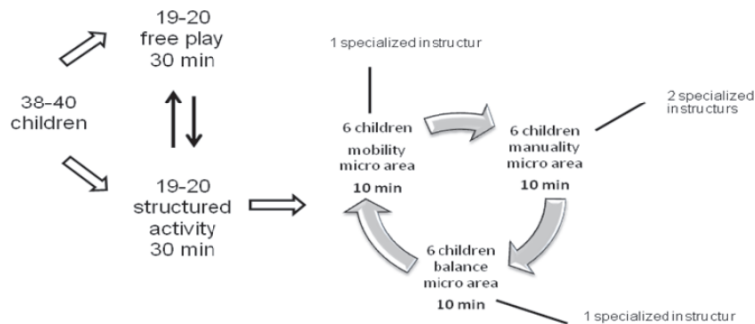 38-40
children
19-20
free play
30 min
19-20
structured
activity
30 min
1 specialized instructur
6 children
mobility
micro area
10 min
2 specialized
instructurs
6 children
manuality
micro area
10 min
6 children
balance
micro area
10 min
1 specialized instructur